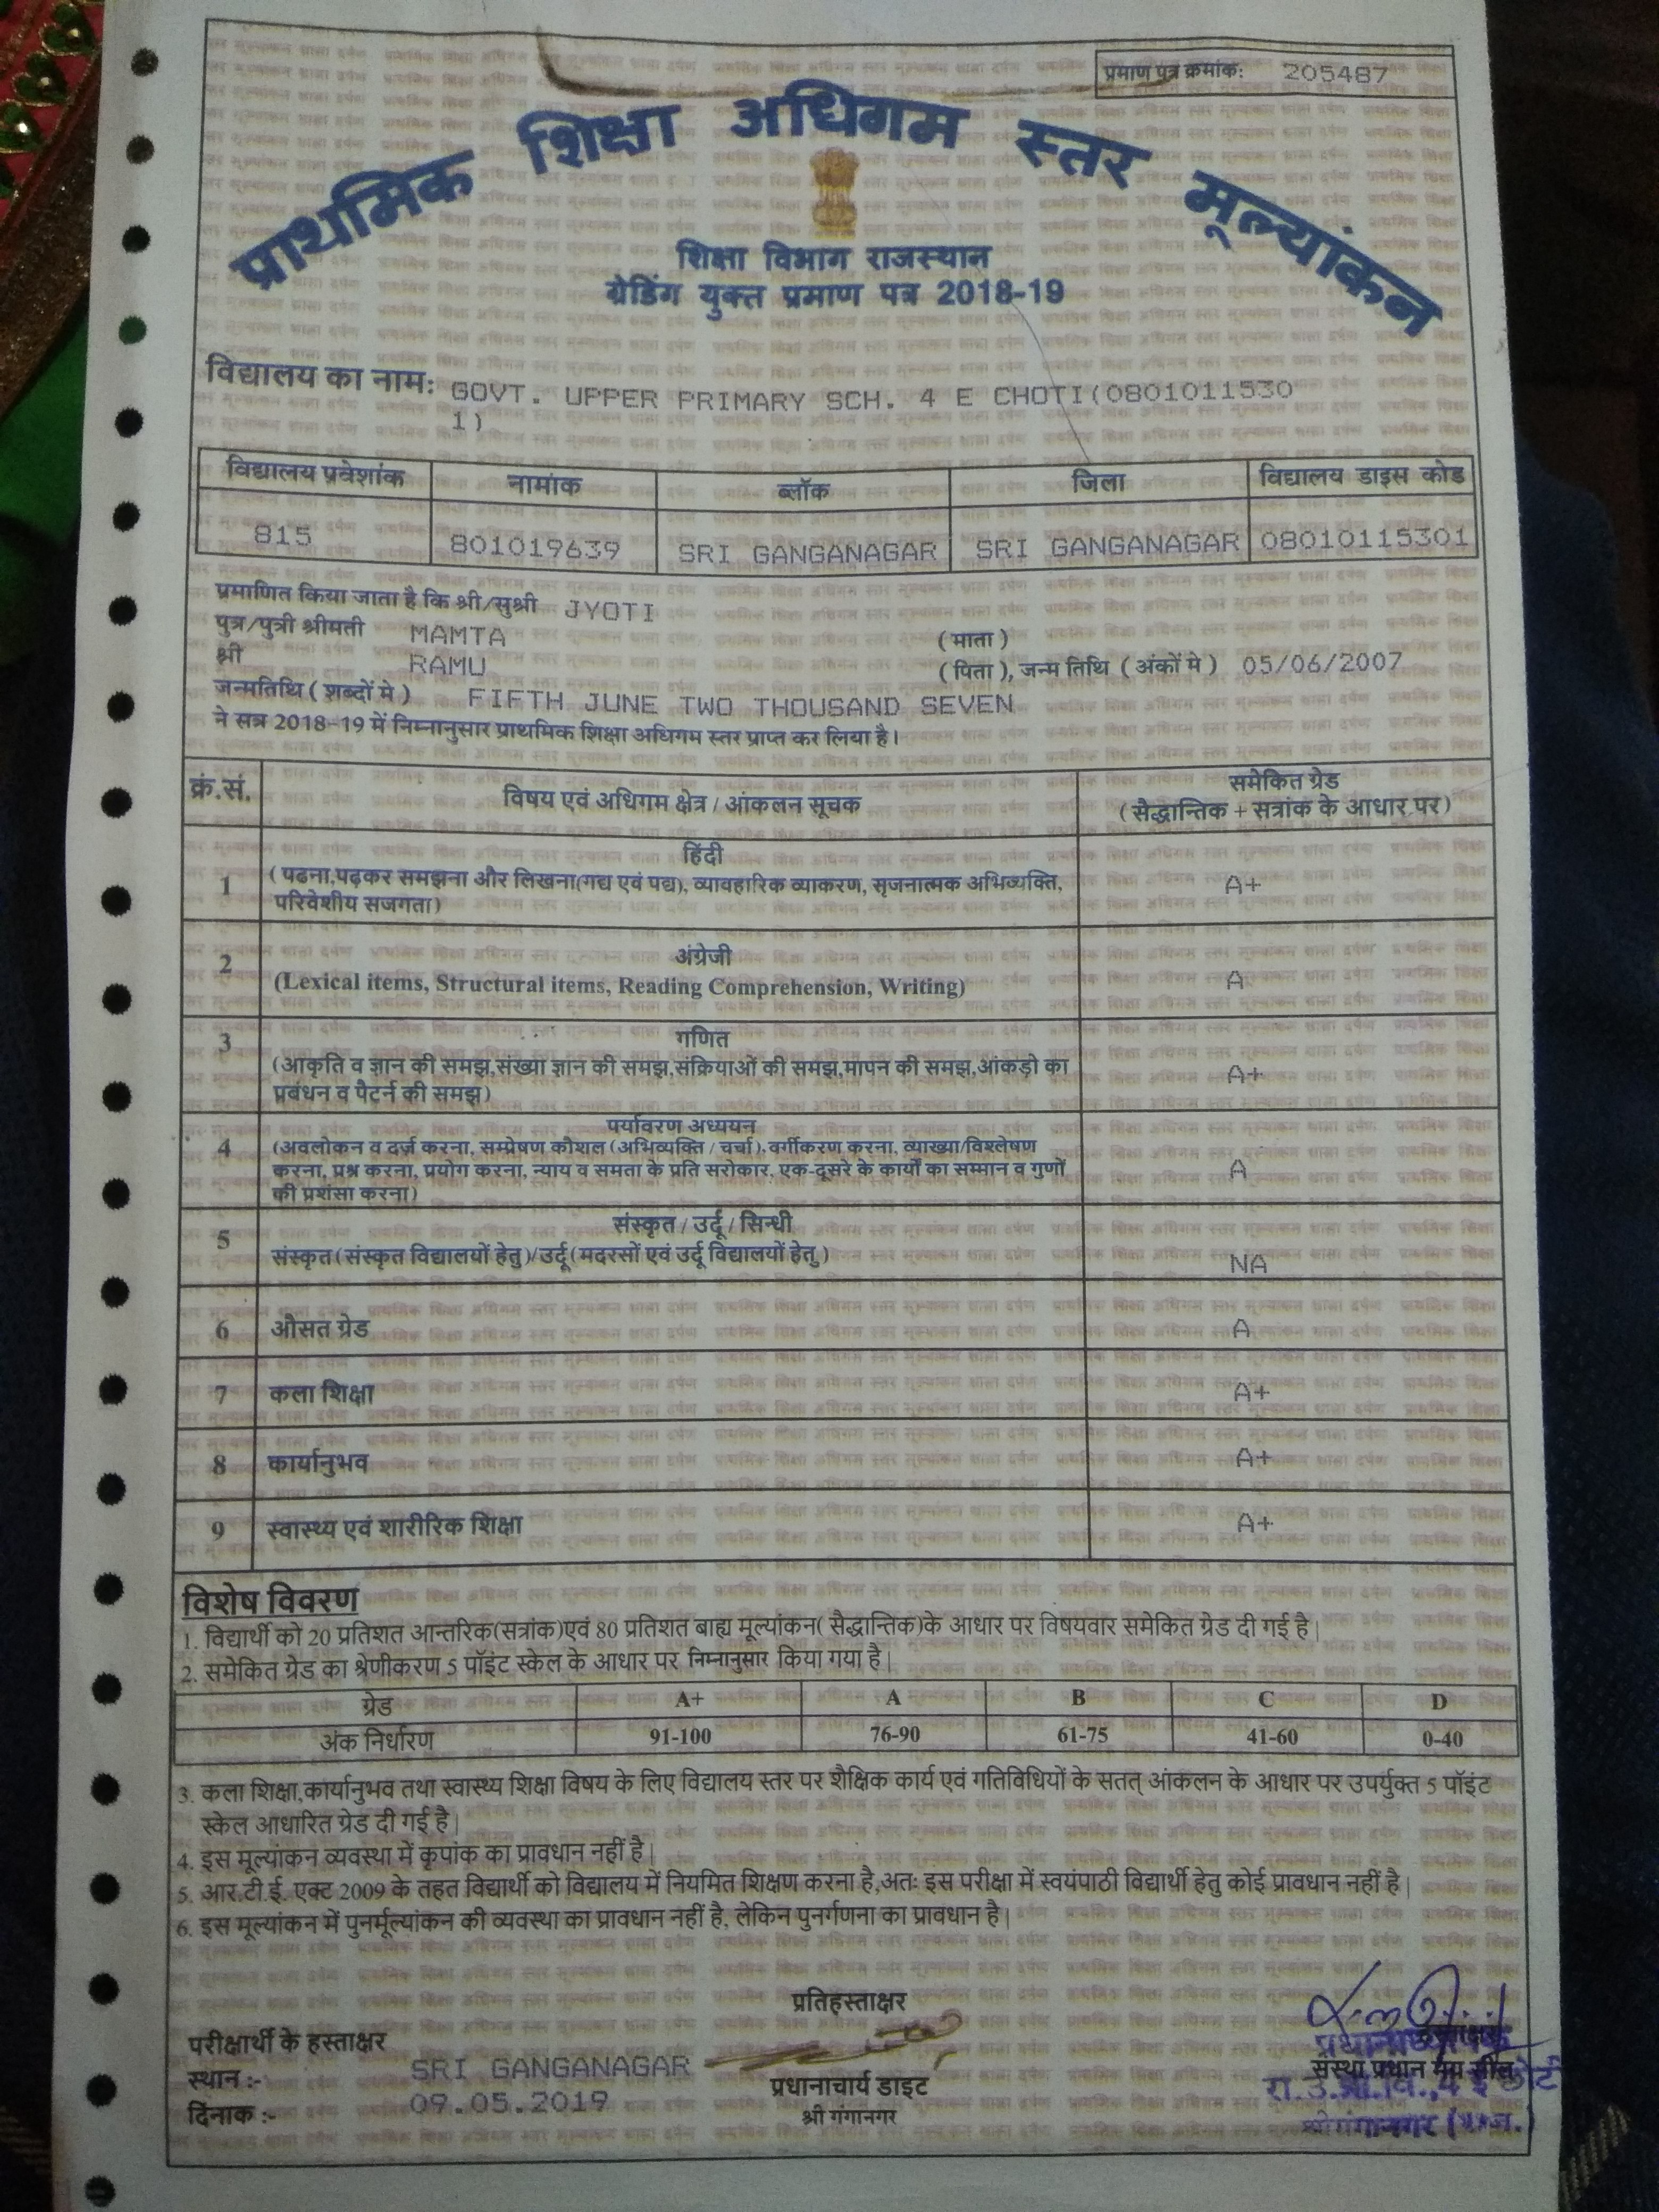 प्रमाण पत्र क्रमांक: 205487
प्राथमिक शिक्षा अधिगम स्तर मूल्यांकन
शिक्षा विभाग राजस्थान
ग्रेडिंग युक्त प्रमाण पत्र 2018-19
विद्यालय का नाम: GOVT. UPPER PRIMARY SCH. 4 E CHOTI(0801011530
1)
विद्यालय प्रवेशांक नामांक ब्लॉक जिला विद्यालय डाइस कोड
815 801019639 SRI GANGANAGAR SRI GANGANAGAR 08010115301
प्रमाणित किया जाता है कि श्री/सुश्री JYOTI
पुत्र/पुत्री श्रीमती MAMTA (माता)
श्री RAMU (पिता), जन्म तिथि (अंकों मे) 05/06/2007
जन्मतिथि (शब्दों मे) FIFTH JUNE TWO THOUSAND SEVEN
ने सत्र 2018-19 में निम्नानुसार प्राथमिक शिक्षा अधिगम स्तर प्राप्त कर लिया है।
क्रं.सं. विषय एवं अधिगम क्षेत्र / आंकलन सूचक समेकित ग्रेड
(सैद्धान्तिक + सत्रांक के आधार पर)
हिंदी
1 (पढना,पढ़कर समझना और लिखना(गद्य एवं पद्य), व्यावहारिक व्याकरण, सृजनात्मक अभिव्यक्ति, A+
परिवेशीय सजगता)
2 अंग्रेजी
(Lexical items, Structural items, Reading Comprehension, Writing) A
3 गणित
(आकृति व ज्ञान की समझ,संख्या ज्ञान की समझ,संक्रियाओं की समझ,मापन की समझ,आंकड़ो का A+
प्रबंधन व पैटर्न की समझ)
पर्यावरण अध्ययन
4 (अवलोकन व दर्ज़ करना, सम्प्रेषण कौशल (अभिव्यक्ति / चर्चा),वर्गीकरण करना, व्याख्या/विश्लेषण
करना, प्रश्न करना, प्रयोग करना, न्याय व समता के प्रति सरोकार, एक-दूसरे के कार्यों का सम्मान व गुणों A
की प्रशंसा करना)
5 संस्कृत / उर्दू / सिन्धी
संस्कृत (संस्कृत विद्यालयों हेतु)/उर्दू (मदरसों एवं उर्दू विद्यालयों हेतु) NA
6 औसत ग्रेड A
7 कला शिक्षा A+
8 कार्यानुभव A+
9 स्वास्थ्य एवं शारीरिक शिक्षा A+
विशेष विवरण
1. विद्यार्थी को 20 प्रतिशत आन्तरिक(सत्रांक)एवं 80 प्रतिशत बाह्य मूल्यांकन( सैद्धान्तिक)के आधार पर विषयवार समेकित ग्रेड दी गई है|
2. समेकित ग्रेड का श्रेणीकरण 5 पॉइंट स्केल के आधार पर निम्नानुसार किया गया है|
ग्रेड A+ A B C D
अंक निर्धारण 91-100 76-90 61-75 41-60 0-40
3. कला शिक्षा,कार्यानुभव तथा स्वास्थ्य शिक्षा विषय के लिए विद्यालय स्तर पर शैक्षिक कार्य एवं गतिविधियों के सतत् आंकलन के आधार पर उपर्युक्त 5 पॉइंट
स्केल आधारित ग्रेड दी गई है|
4. इस मूल्यांकन व्यवस्था में कृपांक का प्रावधान नहीं है|
5. आर.टी.ई. एक्ट 2009 के तहत विद्यार्थी को विद्यालय में नियमित शिक्षण करना है,अतः इस परीक्षा में स्वयंपाठी विद्यार्थी हेतु कोई प्रावधान नहीं है|
6. इस मूल्यांकन में पुनर्मूल्यांकन की व्यवस्था का प्रावधान नहीं है, लेकिन पुनर्गणना का प्रावधान है|
प्रतिहस्ताक्षर
परीक्षार्थी के हस्ताक्षर
प्रधानाध्यापक
स्थान :- SRI GANGANAGAR
प्रधानाचार्य डाइट
संस्था प्रधान मय सील
रा.उ.प्रा.वि., 4 ई छोटी
दिनांक :- 09.05.2019
श्री गंगानगर
श्रीगंगानगर (राज.)